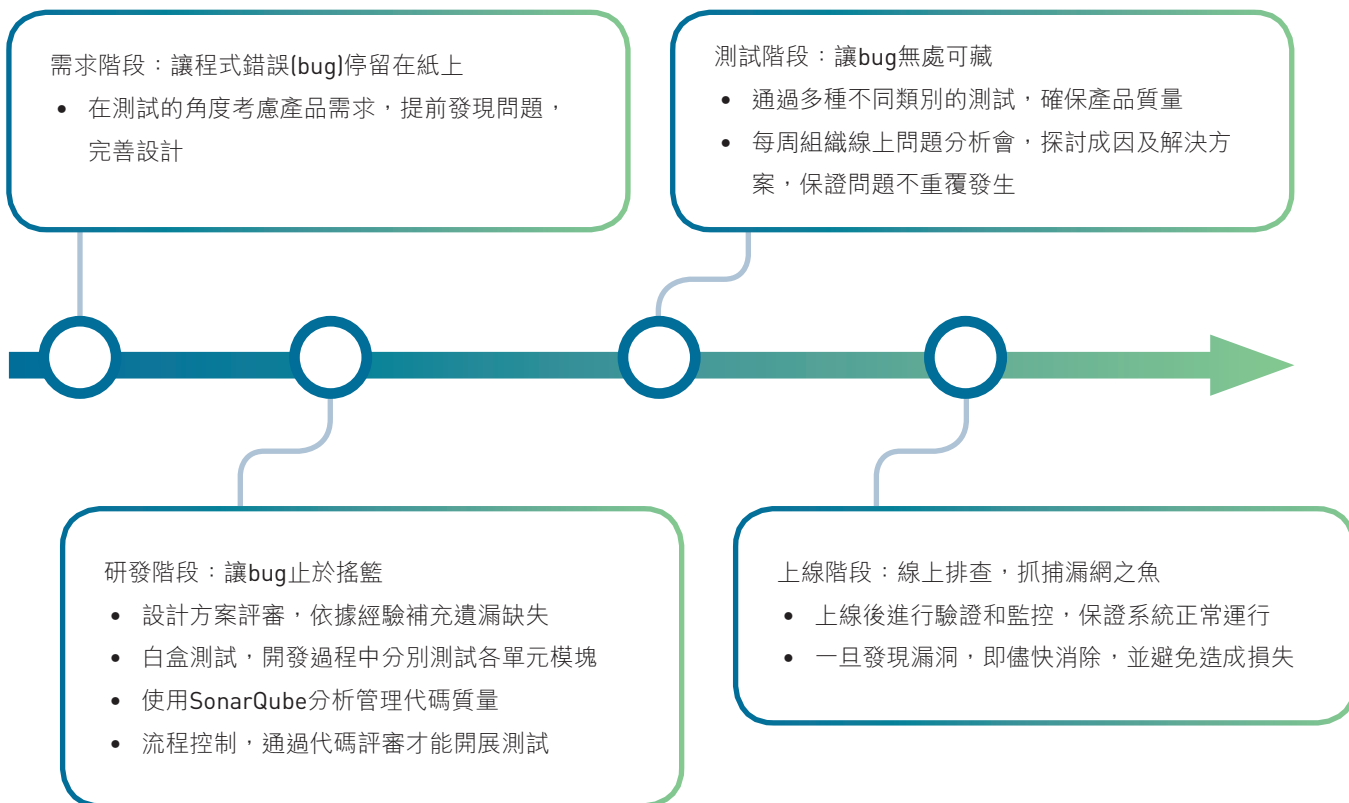 需求階段：讓程式錯誤(bug)停留在紙上
• 在測試的角度考慮產品需求，提前發現問題，
完善設計
研發階段：讓bug止於搖籃
• 設計方案評審，依據經驗補充遺漏缺失
• 白盒測試，開發過程中分別測試各單元模塊
• 使用SonarQube分析管理代碼質量
• 流程控制，通過代碼評審才能開展測試
測試階段：讓bug無處可藏
• 通過多種不同類別的測試，確保產品質量
• 每周組織線上問題分析會，探討成因及解決方
案，保證問題不重覆發生
上線階段：線上排查，抓捕漏網之魚
• 上線後進行驗證和監控，保證系統正常運行
• 一旦發現漏洞，即儘快消除，並避免造成損失